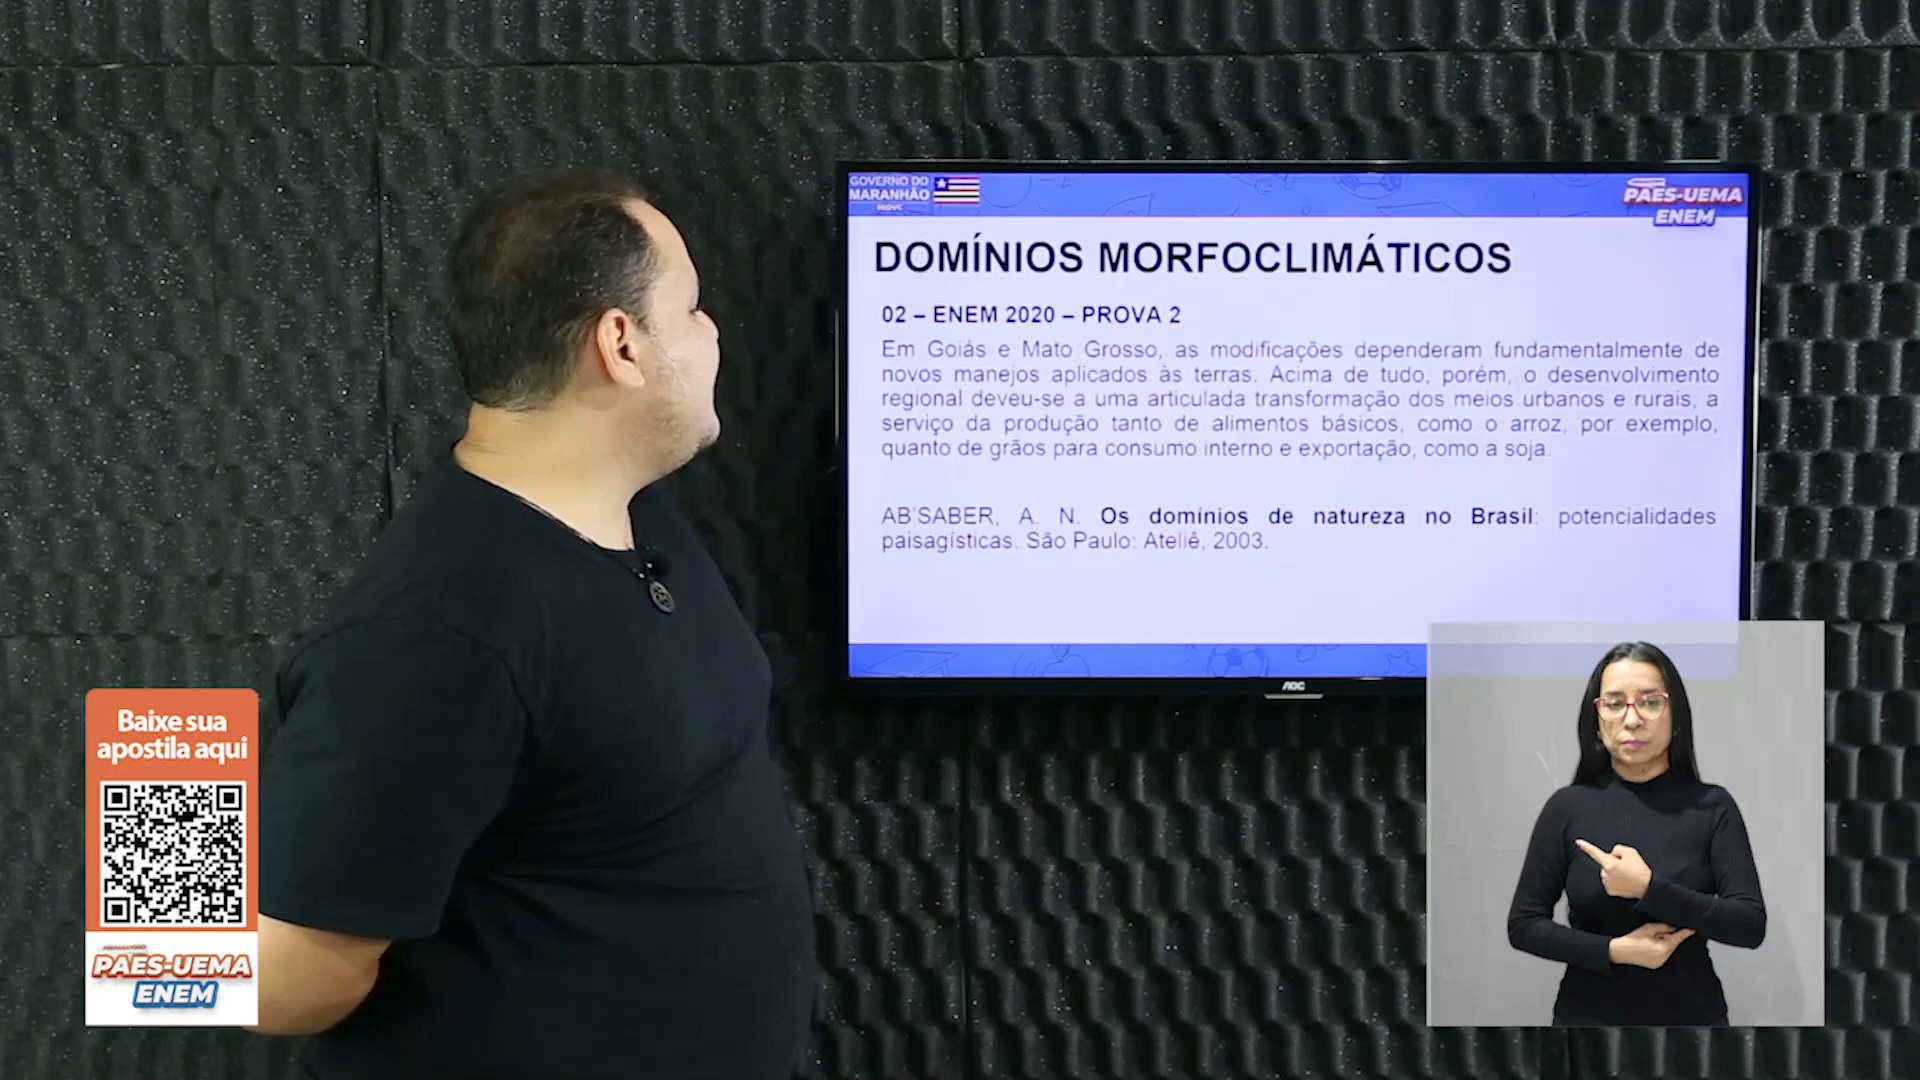 GOVERNO DO
MARANHÃO
PAES-UEMA
ENEM
DOMÍNIOS MORFOCLIMÁTICOS
02 – ENEM 2020 – PROVA 2
Em Goiás e Mato Grosso, as modificações dependeram fundamentalmente de
novos manejos aplicados às terras. Acima de tudo, porém, o desenvolvimento
regional deveu-se a uma articulada transformação dos meios urbanos e rurais, a
serviço da produção tanto de alimentos básicos, como o arroz, por exemplo,
quanto de grãos para consumo interno e exportação, como a soja.
AB'SABER, A. N. Os domínios de natureza no Brasil: potencialidades
paisagísticas. São Paulo: Ateliê, 2003.
AOC
Baixe sua
apostila aqui
PREPARATÓRIO
PAES-UEMA
ENEM